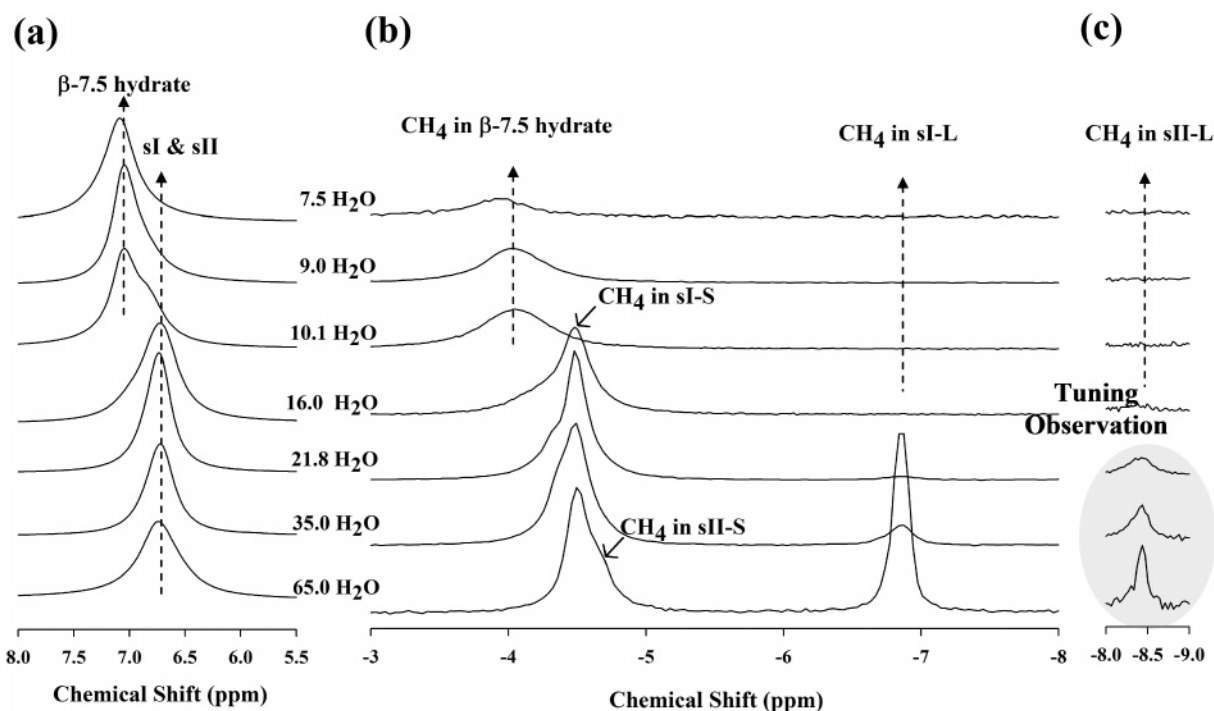 (a)
(b)
(c)
β-7.5 hydrate
sI & sII
CH4 in β-7.5 hydrate
CH4 in sI-L
CH4 in sII-L
7.5 H2O
9.0 H2O
CH4 in sI-S
10.1 H2O
16.0 H2O
Tuning
Observation
21.8 H2O
35.0 H2O
CH4 in sII-S
65.0 H2O
8.0 7.5 7.0 6.5 6.0 5.5
-3 -4 -5 -6 -7 -8
-8.0 -8.5 -9.0
Chemical Shift (ppm)
Chemical Shift (ppm)